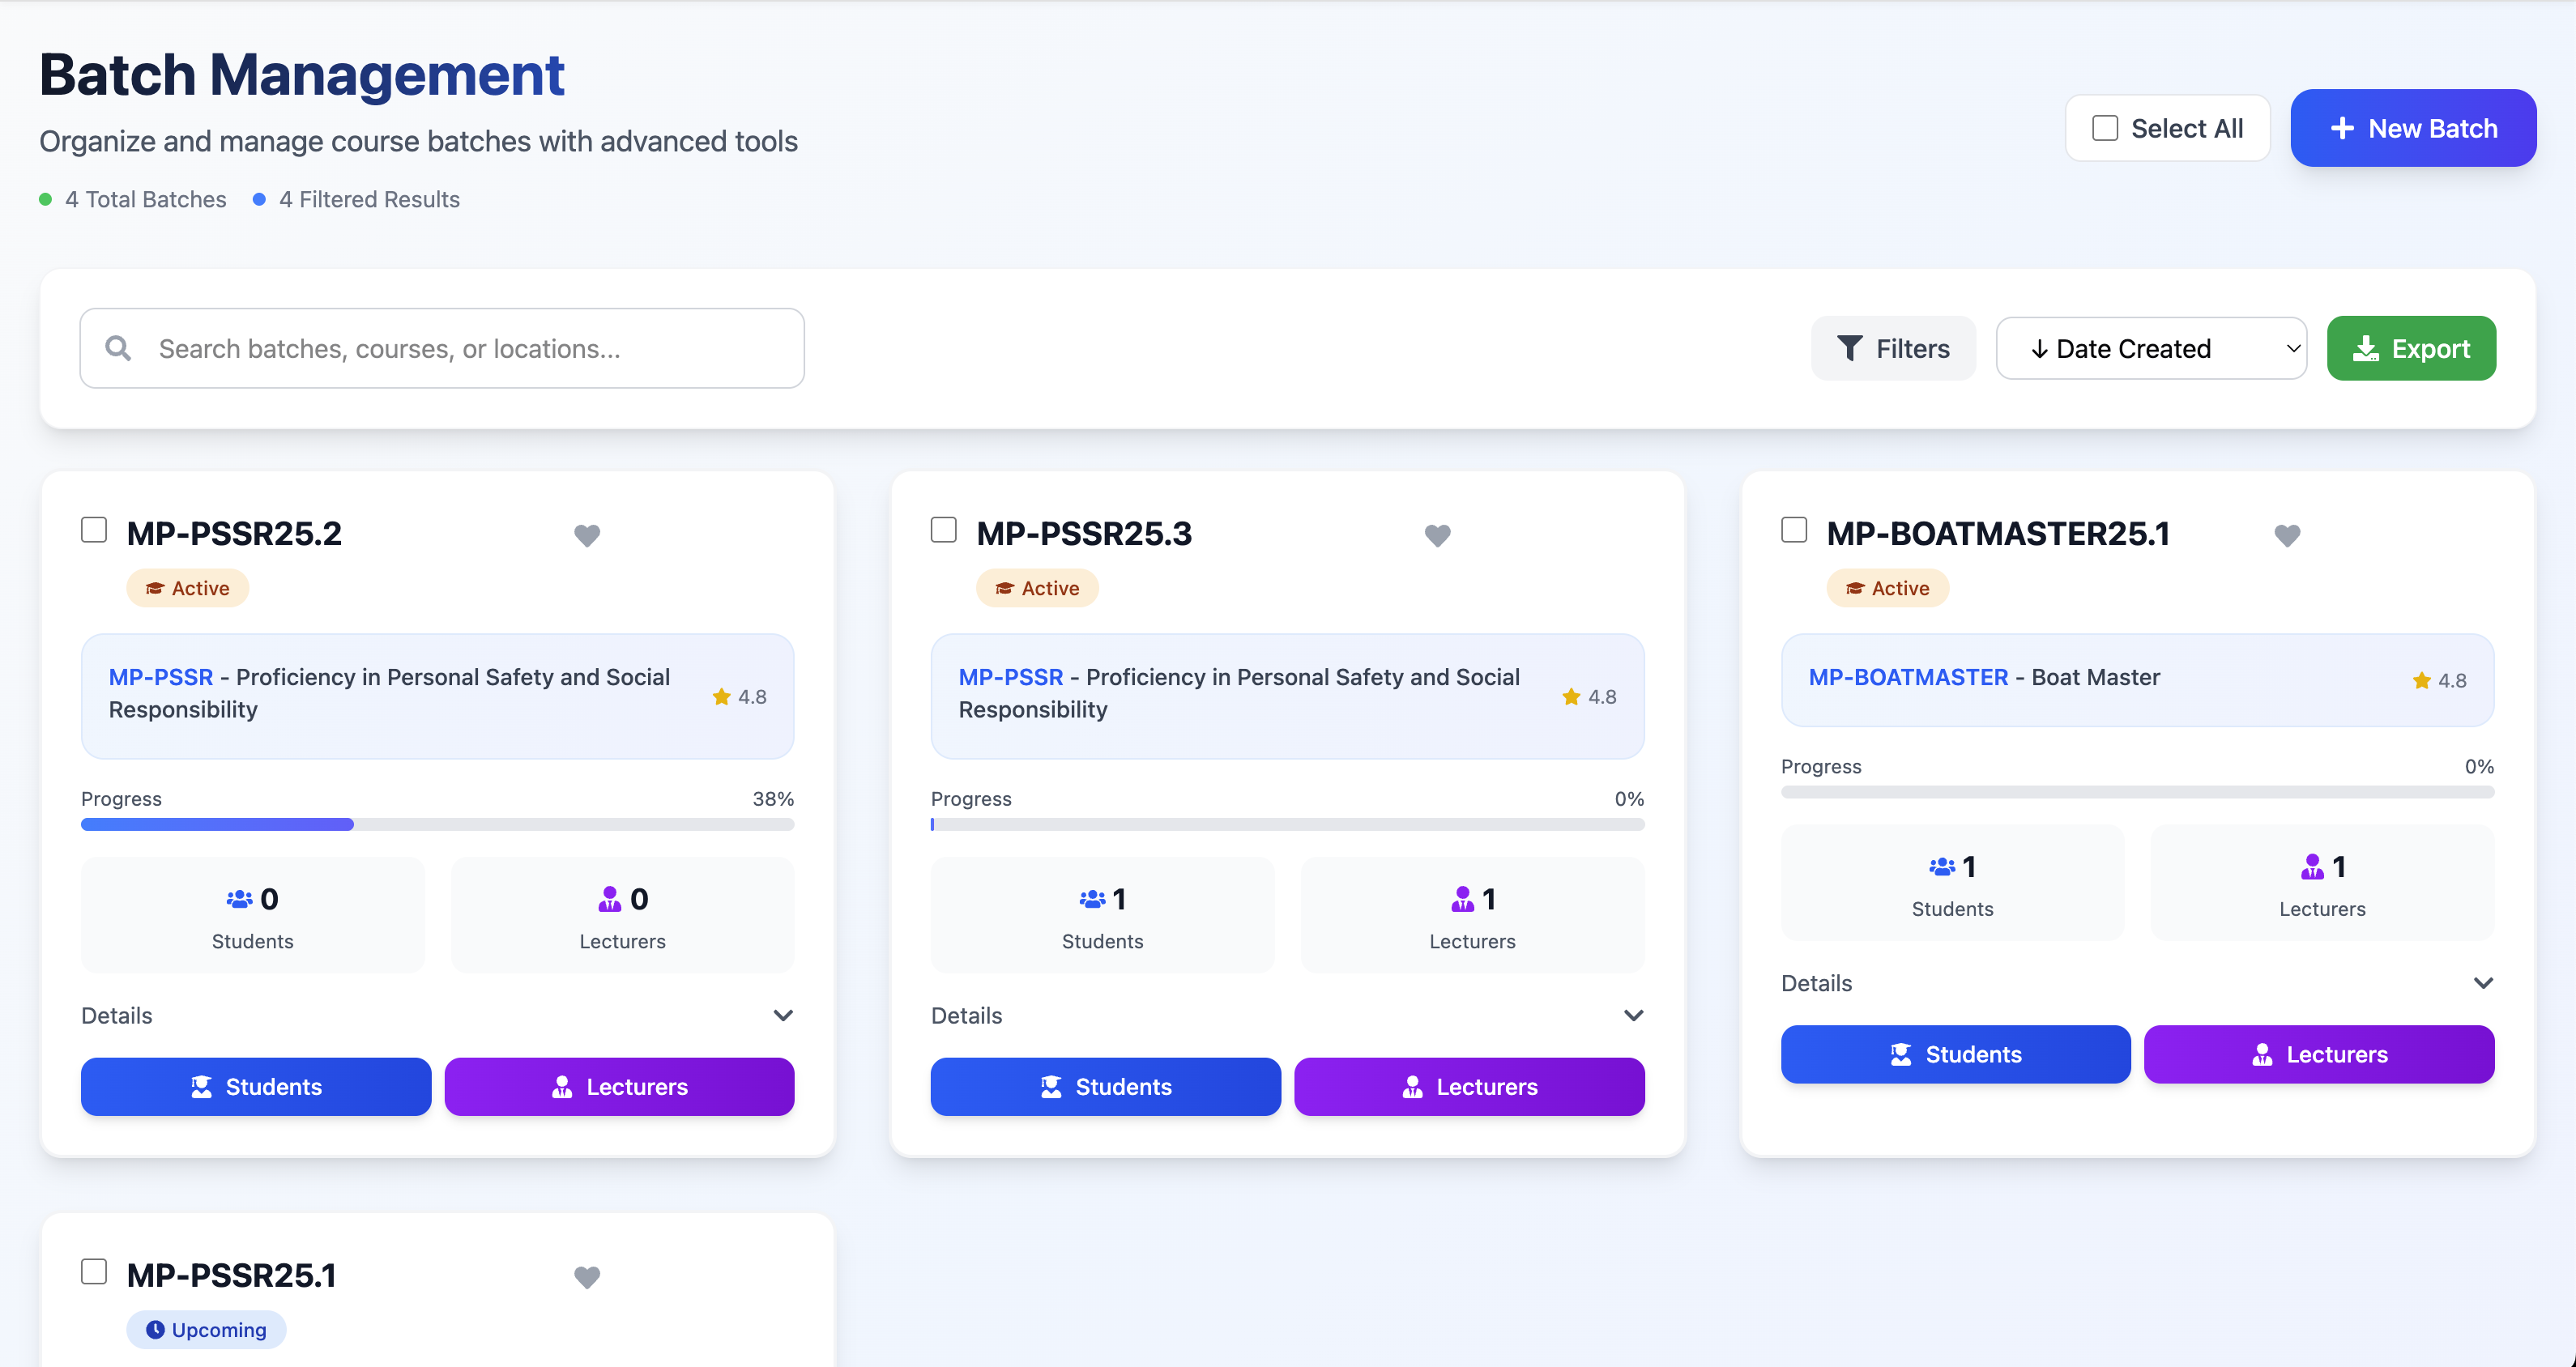 Batch Management
Organize and manage course batches with advanced tools
4 Total Batches 4 Filtered Results
Select All
New Batch
Search batches, courses, or locations...
Filters
↓ Date Created
Export
MP-PSSR25.2
Active
MP-PSSR - Proficiency in Personal Safety and Social
Responsibility
4.8
Progress 38%
0
Students
0
Lecturers
Details
Students
Lecturers
MP-PSSR25.3
Active
MP-PSSR - Proficiency in Personal Safety and Social
Responsibility
4.8
Progress 0%
1
Students
1
Lecturers
Details
Students
Lecturers
MP-BOATMASTER25.1
Active
MP-BOATMASTER - Boat Master
4.8
Progress 0%
1
Students
1
Lecturers
Details
Students
Lecturers
MP-PSSR25.1
Upcoming